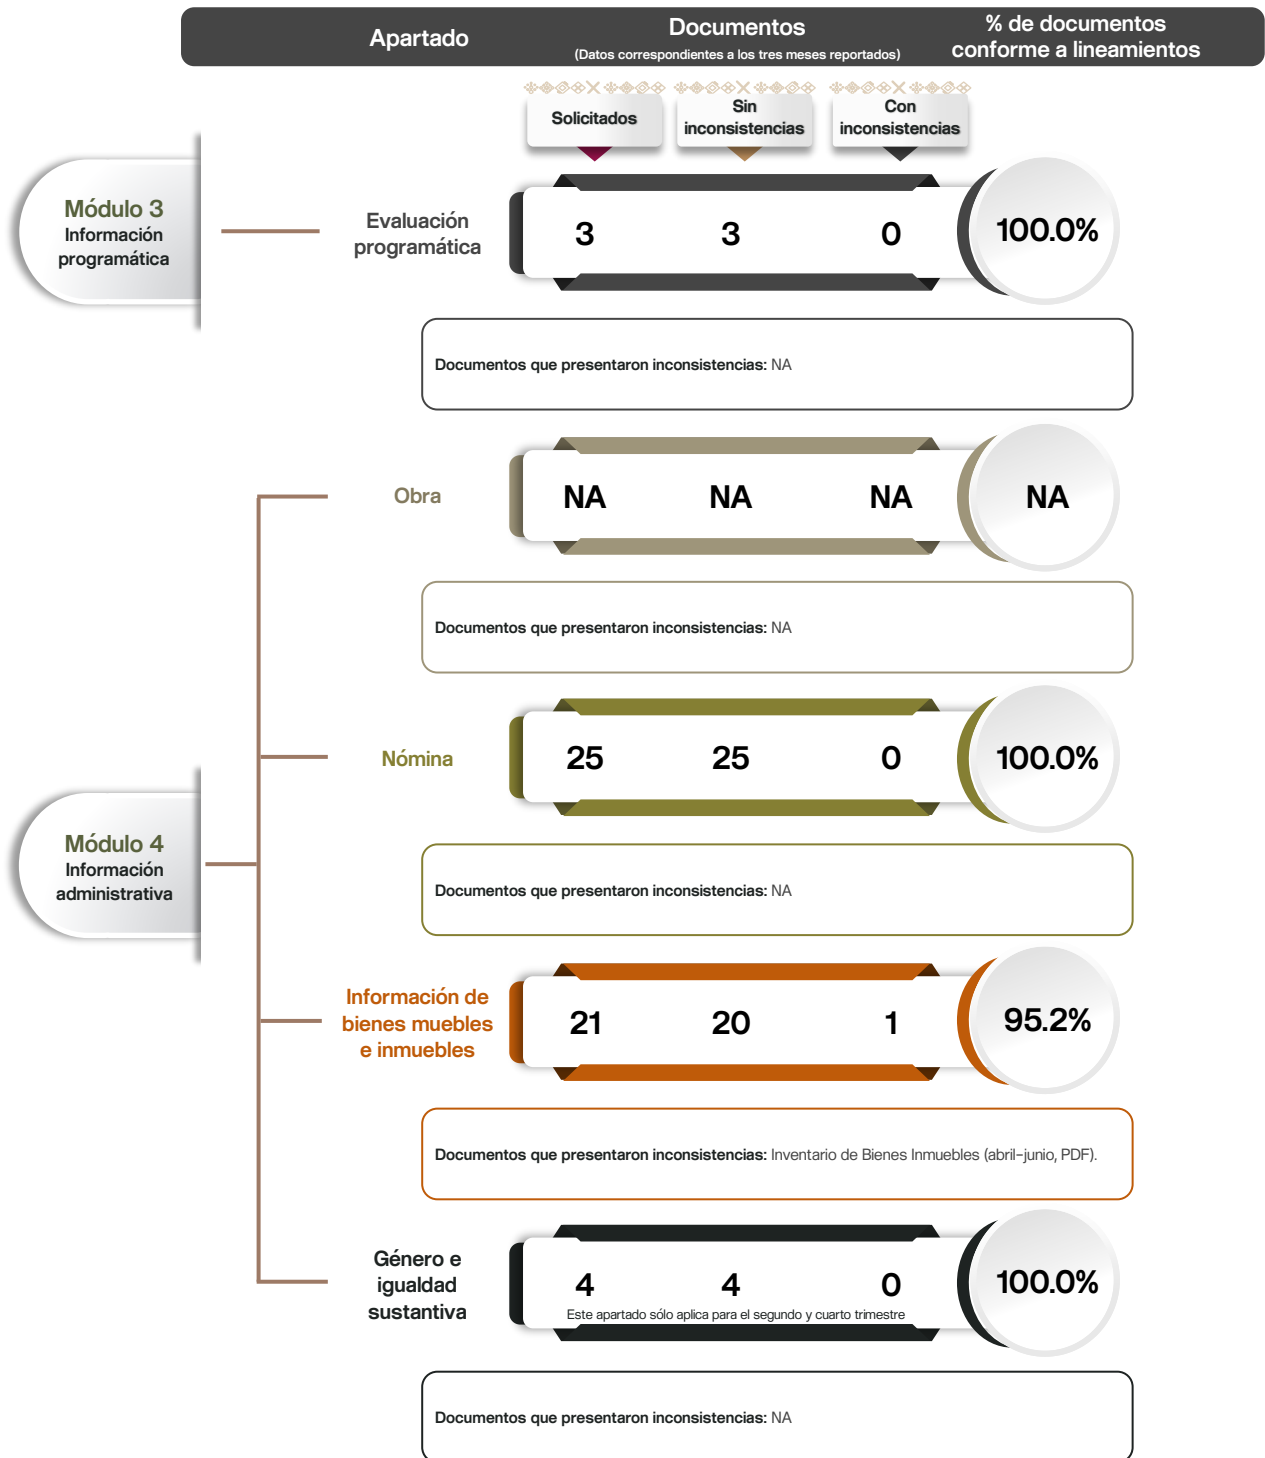 Apartado
Documentos
(Datos correspondientes a los tres meses reportados)
% de documentos
conforme a lineamientos
Solicitados
Sin
inconsistencias
Con
inconsistencias
Módulo 3
Información
programática
Evaluación
programática
3 3 0 100.0%
Documentos que presentaron inconsistencias: NA
Obra
NA NA NA NA
Documentos que presentaron inconsistencias: NA
Nómina
25 25 0 100.0%
Documentos que presentaron inconsistencias: NA
Módulo 4
Información
administrativa
Información de
bienes muebles
e inmuebles
21 20 1 95.2%
Documentos que presentaron inconsistencias: Inventario de Bienes Inmuebles (abril-junio, PDF).
Género e
igualdad
sustantiva
4 4 0 100.0%
Este apartado sólo aplica para el segundo y cuarto trimestre
Documentos que presentaron inconsistencias: NA